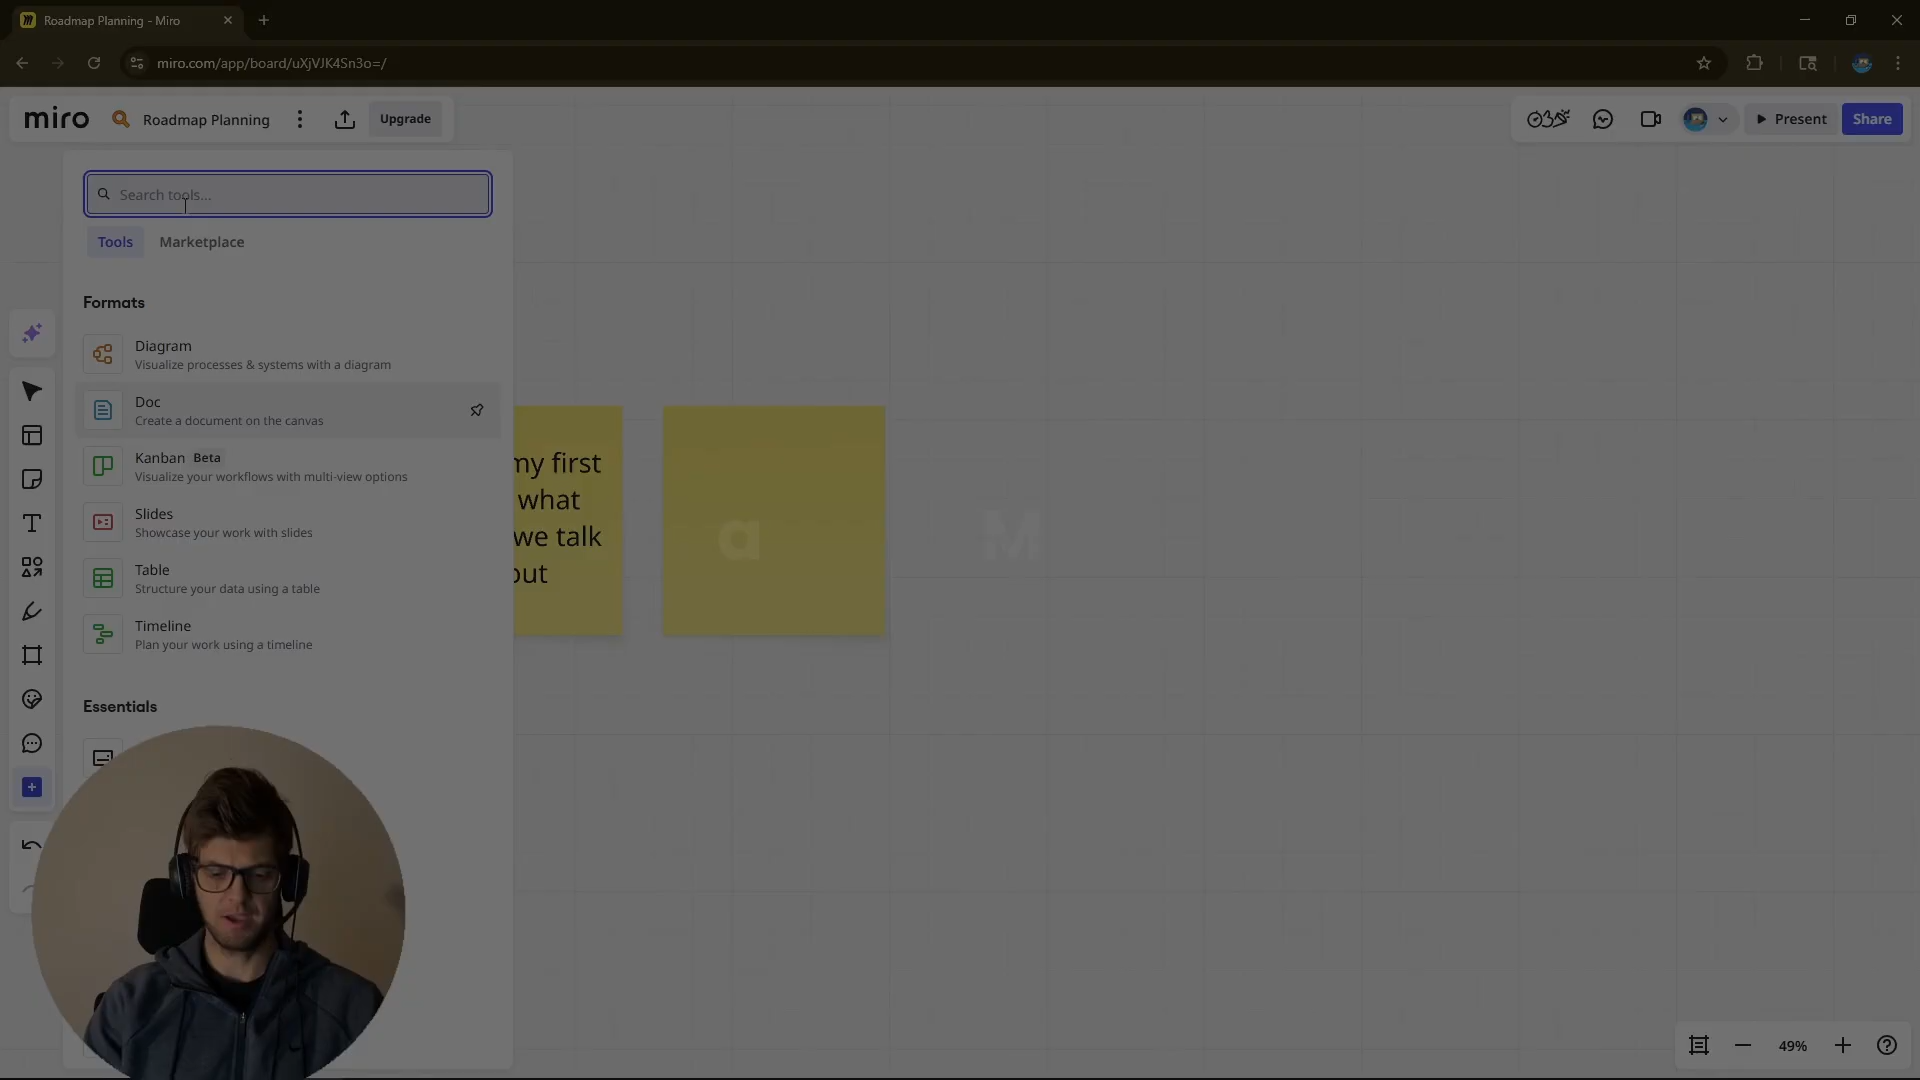 Roadmap Planning - Miro
miro.com/app/board/uXjVJK4Sn3o=/
miro
Roadmap Planning
Upgrade
Present
Share
Search tools...
Tools
Marketplace
Formats
Diagram
Visualize processes & systems with a diagram
Doc
Create a document on the canvas
Kanban Beta
Visualize your workflows with multi-view options
Slides
Showcase your work with slides
Table
Structure your data using a table
Timeline
Plan your work using a timeline
Essentials
my first
what
we talk
a
M
49%